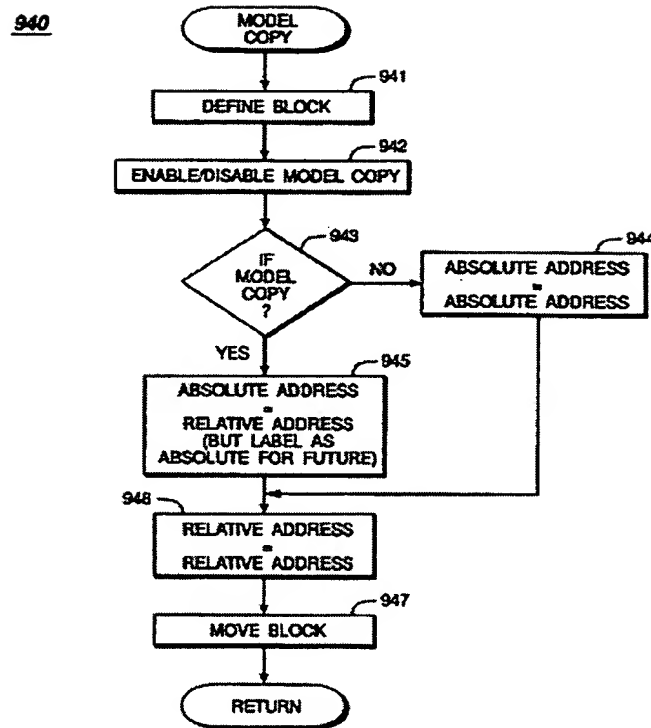 940
MODEL
COPY
941
DEFINE BLOCK
942
ENABLE/DISABLE MODEL COPY
943
IF
MODEL
COPY
?
NO
944
ABSOLUTE ADDRESS
=
ABSOLUTE ADDRESS
YES
945
ABSOLUTE ADDRESS
=
RELATIVE ADDRESS
(BUT LABEL AS
ABSOLUTE FOR FUTURE)
946
RELATIVE ADDRESS
=
RELATIVE ADDRESS
947
MOVE BLOCK
RETURN